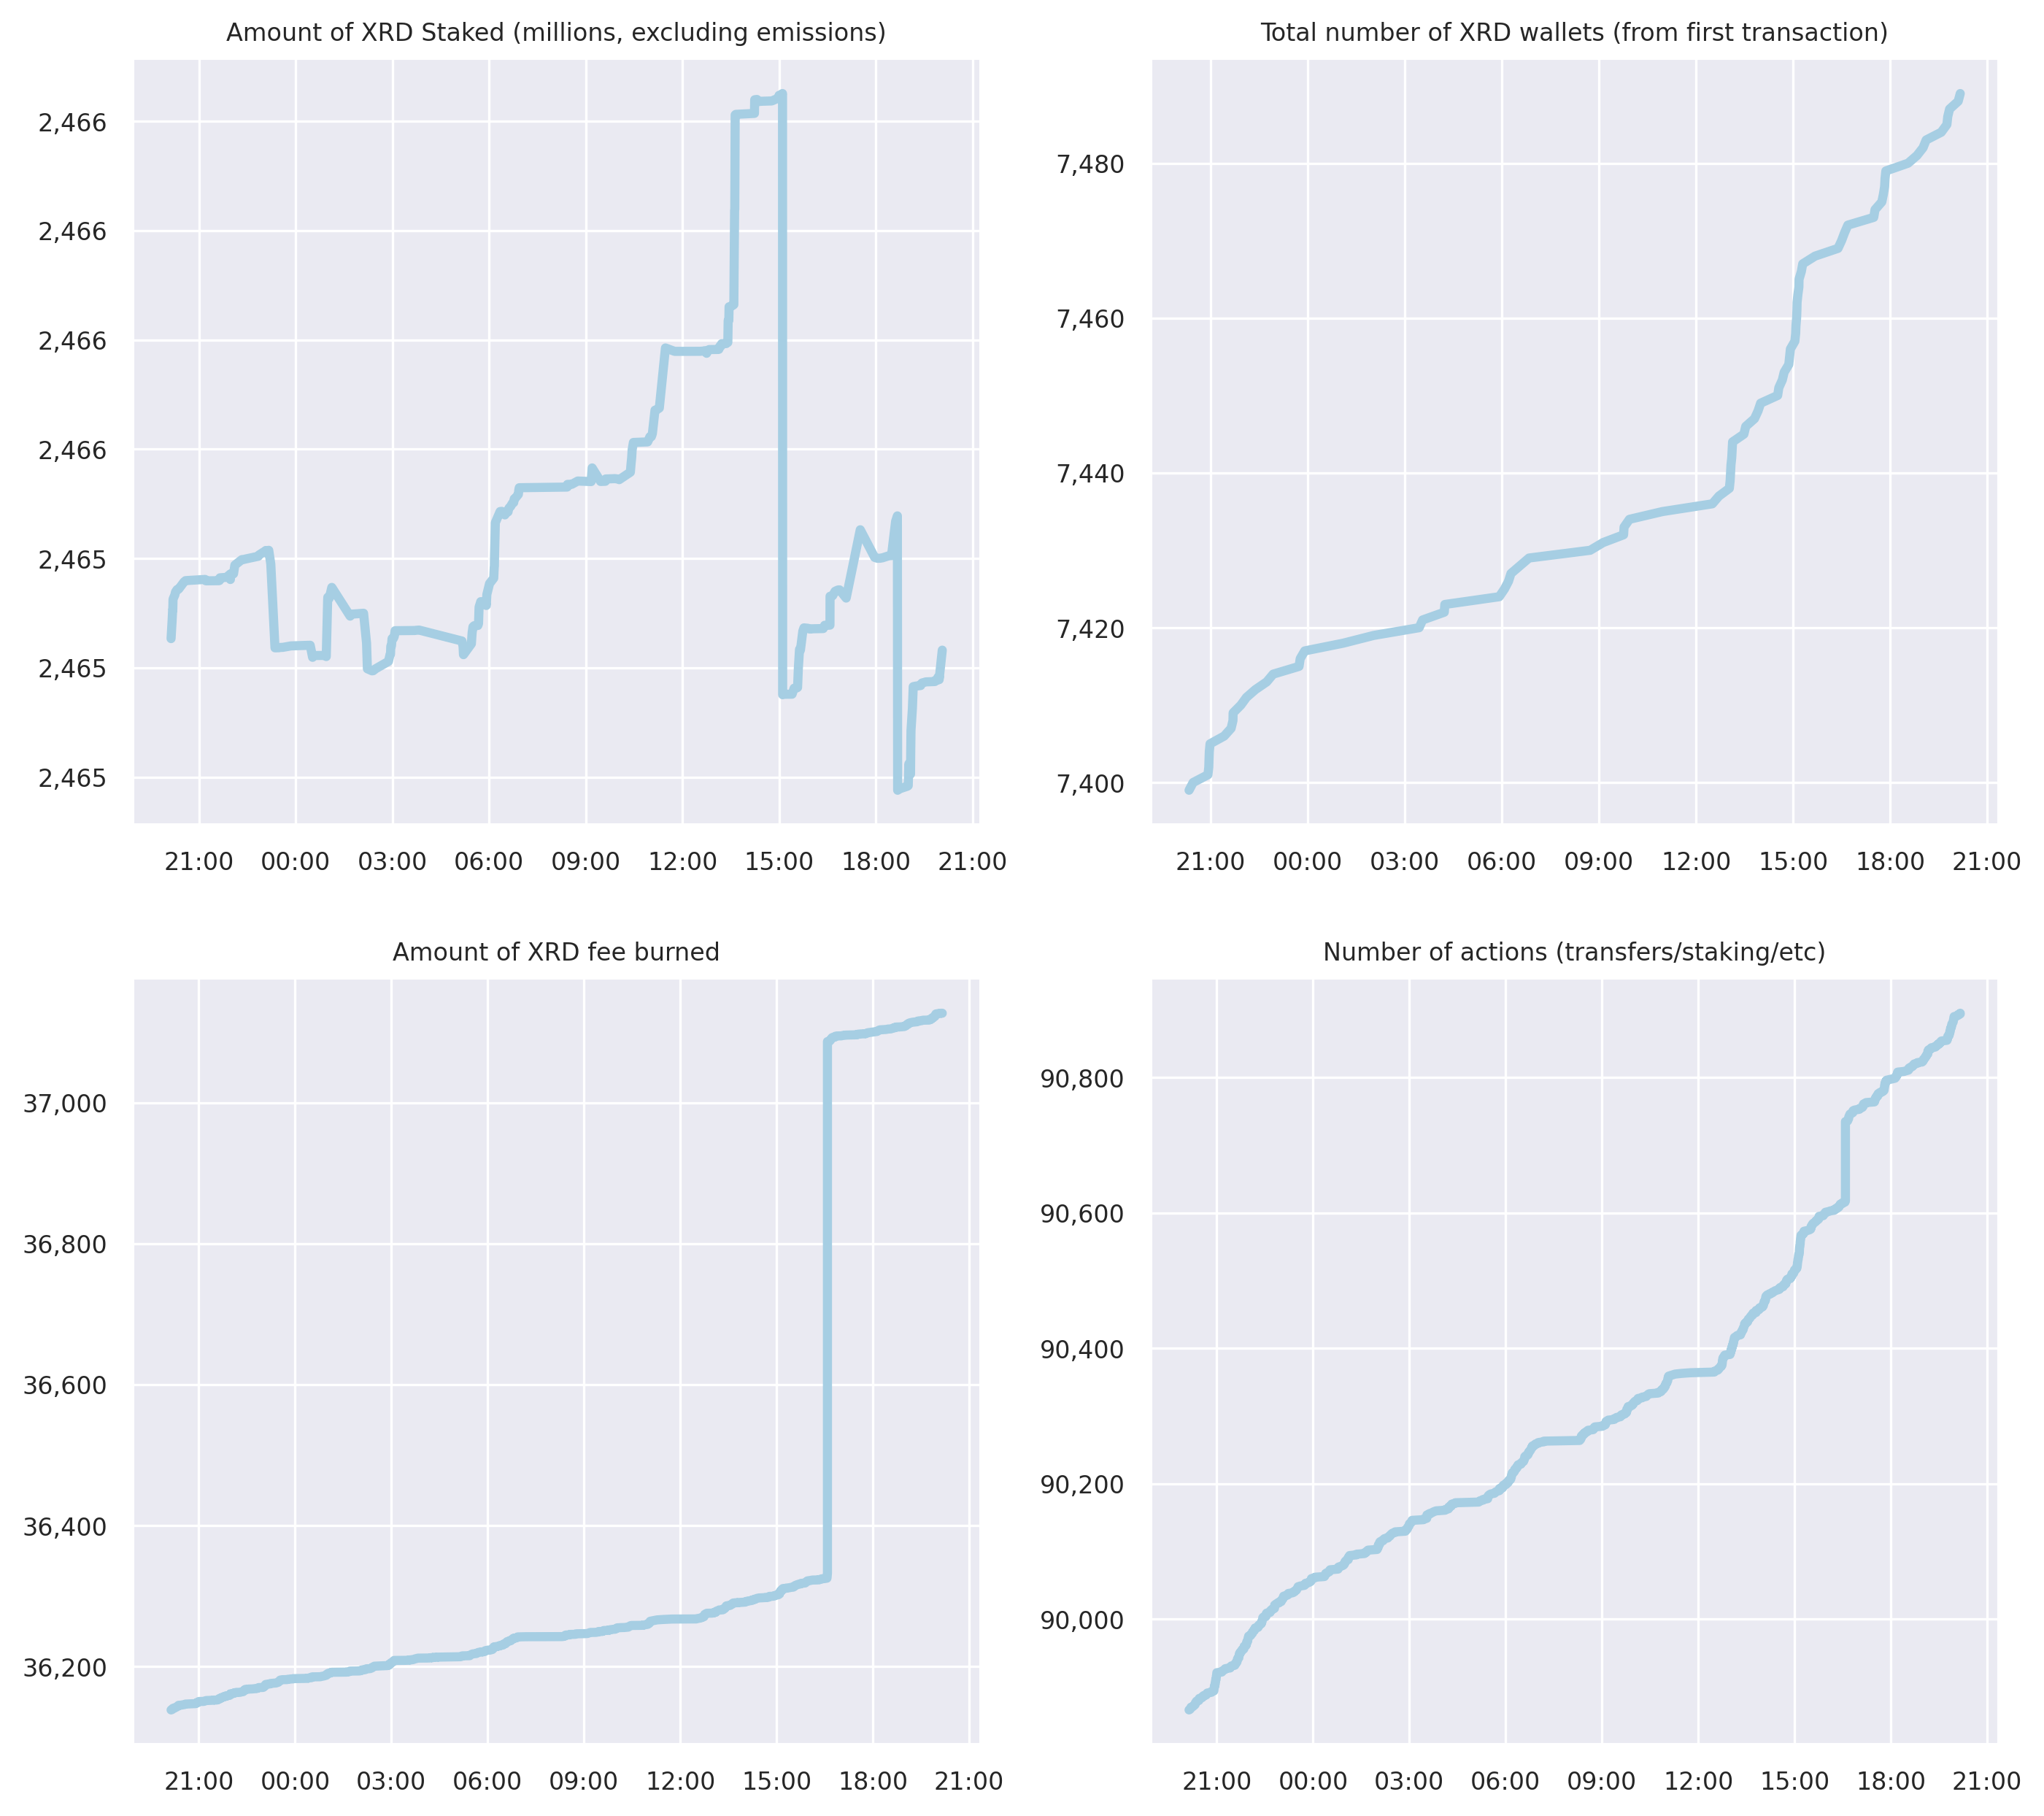 Amount of XRD Staked (millions, excluding emissions)
2,466
2,466
2,466
2,466
2,465
2,465
2,465
21:00 00:00 03:00 06:00 09:00 12:00 15:00 18:00 21:00
Total number of XRD wallets (from first transaction)
7,480
7,460
7,440
7,420
7,400
21:00 00:00 03:00 06:00 09:00 12:00 15:00 18:00 21:00
Amount of XRD fee burned
37,000
36,800
36,600
36,400
36,200
21:00 00:00 03:00 06:00 09:00 12:00 15:00 18:00 21:00
Number of actions (transfers/staking/etc)
90,800
90,600
90,400
90,200
90,000
21:00 00:00 03:00 06:00 09:00 12:00 15:00 18:00 21:00